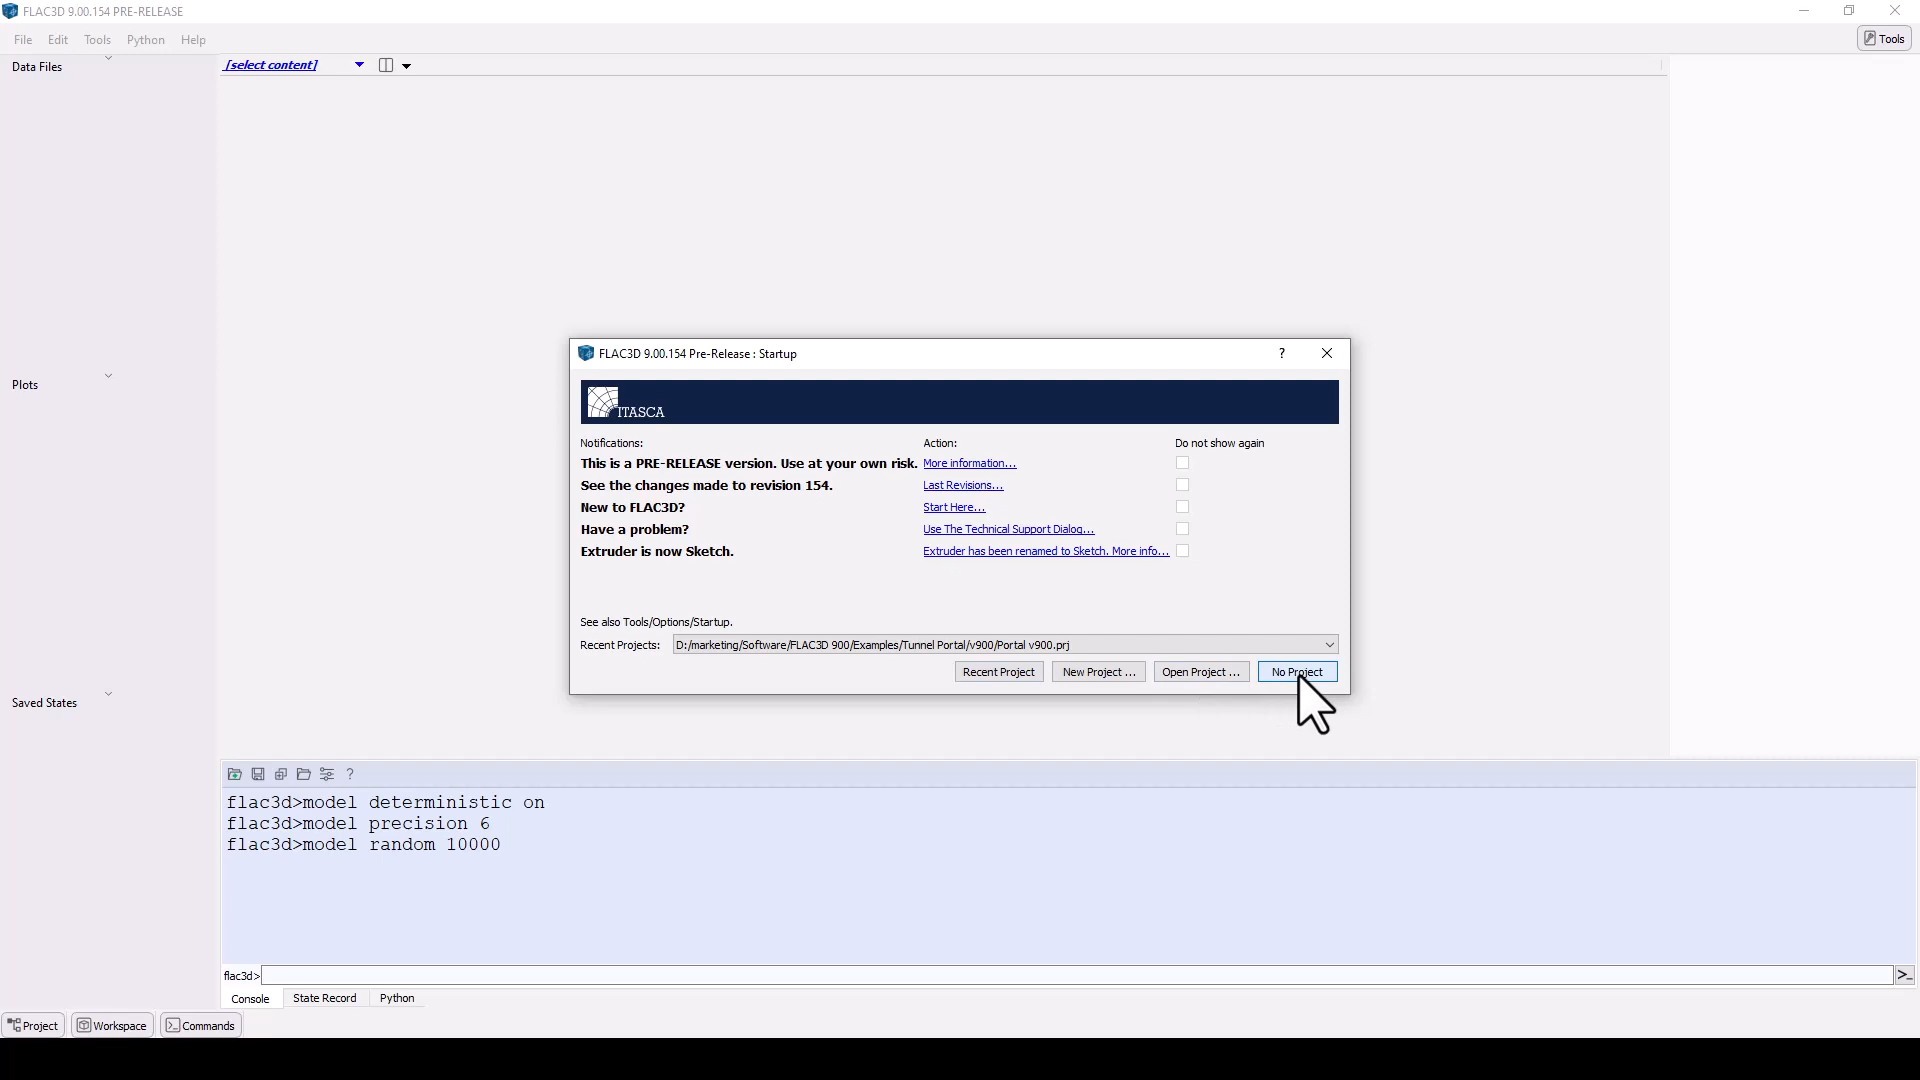 FLAC3D 9.00.154 PRE-RELEASE
File Edit Tools Python Help
Tools
Data Files
[select content]
Plots
Saved States
FLAC3D 9.00.154 Pre-Release : Startup
?
ITASCA
Notifications: Action: Do not show again
This is a PRE-RELEASE version. Use at your own risk. More information...
See the changes made to revision 154. Last Revisions...
New to FLAC3D? Start Here...
Have a problem? Use The Technical Support Dialog...
Extruder is now Sketch. Extruder has been renamed to Sketch. More info...
See also Tools/Options/Startup.
Recent Projects: D:/marketing/Software/FLAC3D 900/Examples/Tunnel Portal/v900/Portal v900.prj
Recent Project New Project ... Open Project ... No Project
?
flac3d>model deterministic on
flac3d>model precision 6
flac3d>model random 10000
flac3d>
>_
Console State Record Python
Project Workspace Commands